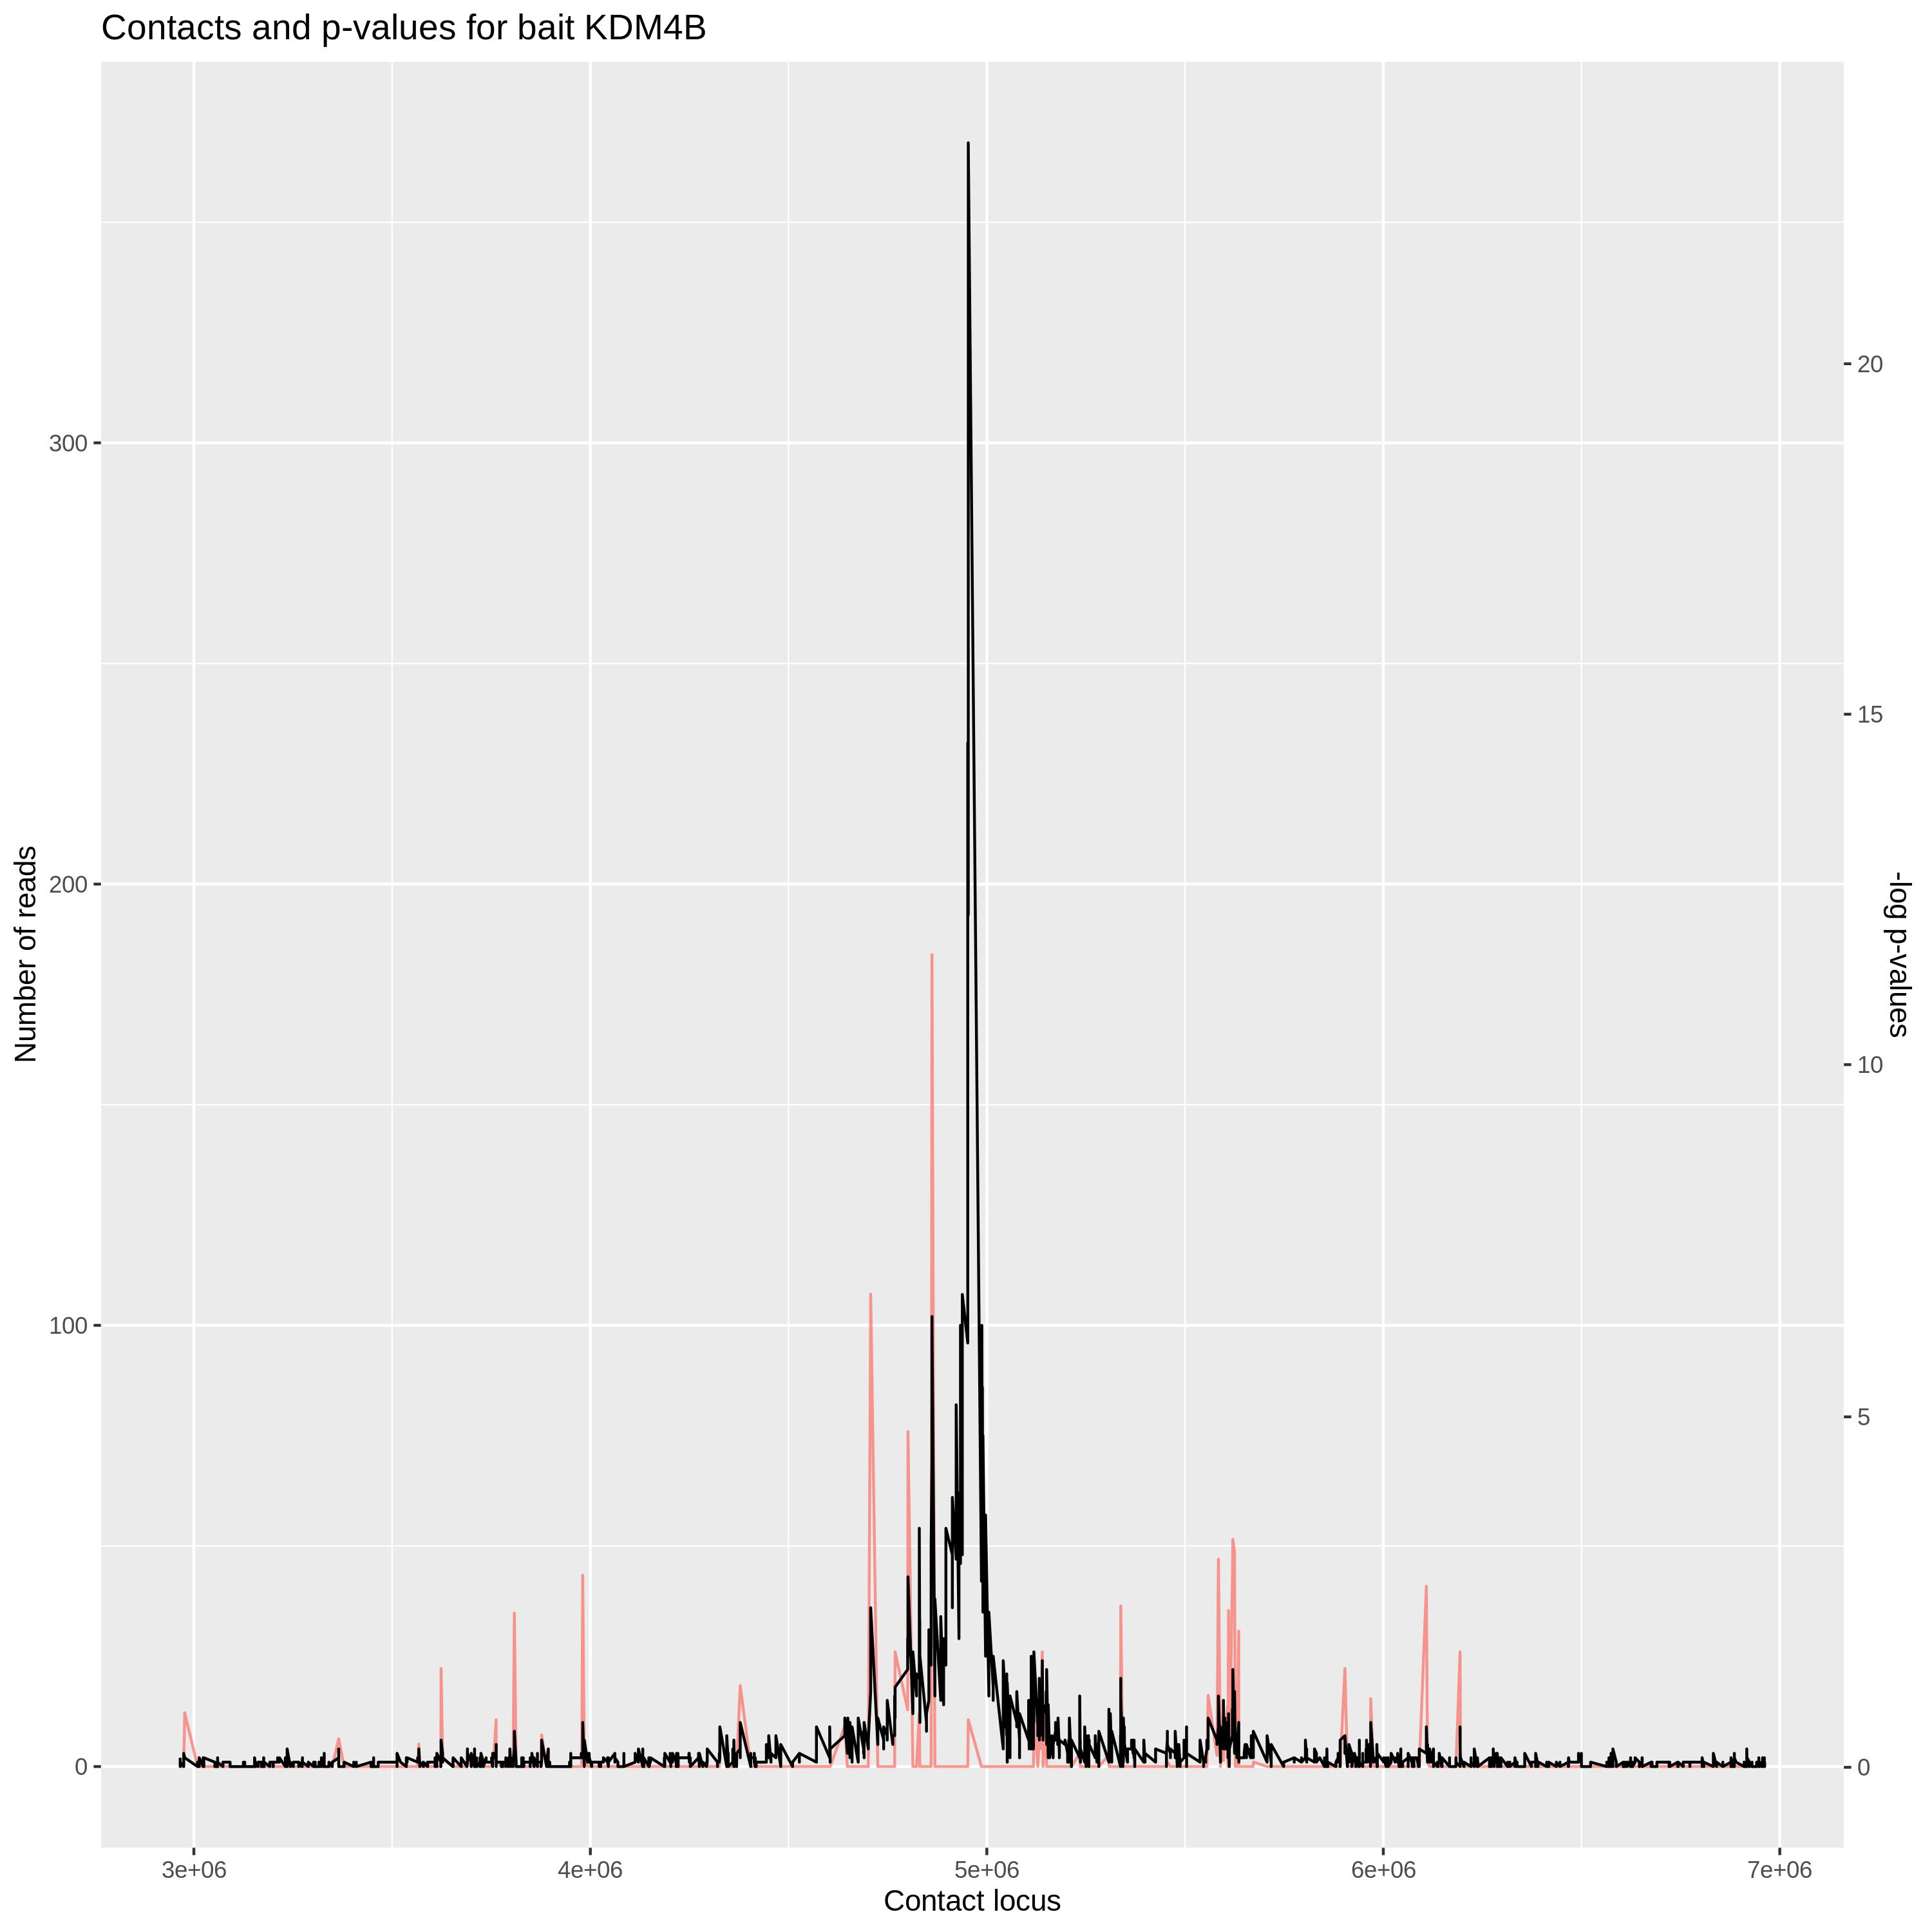 Contacts and p-values for bait KDM4B
Number of reads
300
200
100
0
20
15
10
5
0
-log p-values
3e+06 4e+06 5e+06 6e+06 7e+06
Contact locus